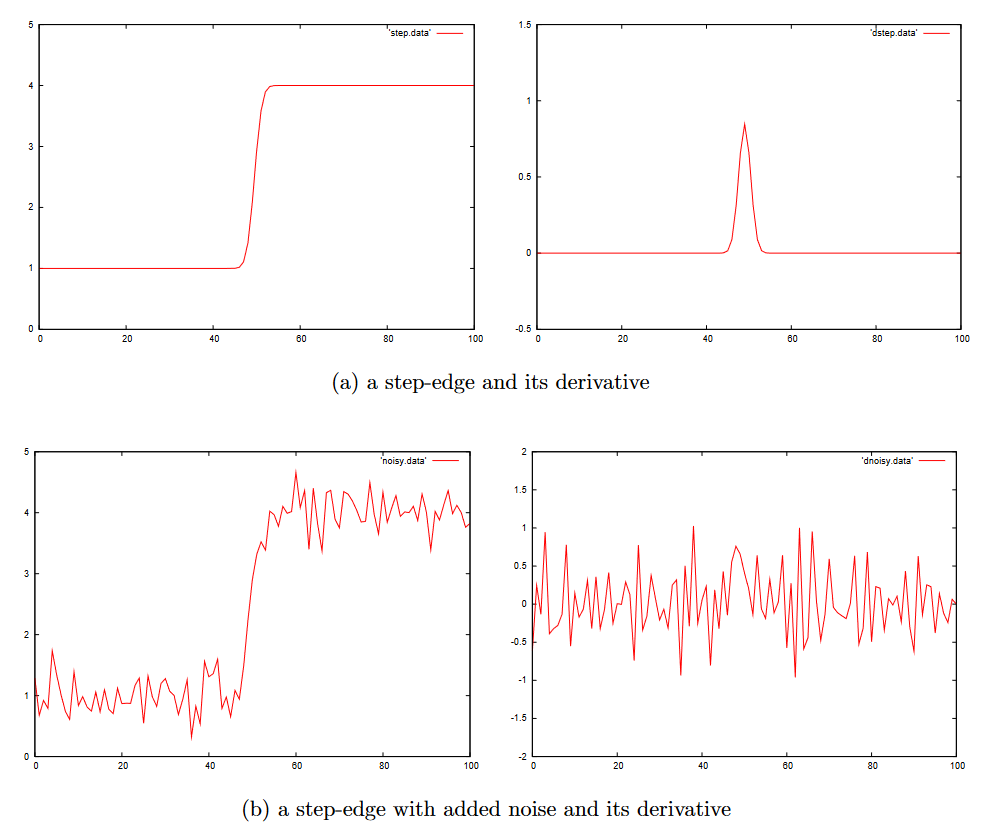 5
4
3
2
1
0
'step.data'
0 20 40 60 80 100
1.5
1
0.5
0
-0.5
'dstep.data'
0 20 40 60 80 100
(a) a step-edge and its derivative
5
4
3
2
1
0
'noisy.data'
0 20 40 60 80 100
2
1.5
1
0.5
0
-0.5
-1
-1.5
-2
'dnoisy.data'
0 20 40 60 80 100
(b) a step-edge with added noise and its derivative